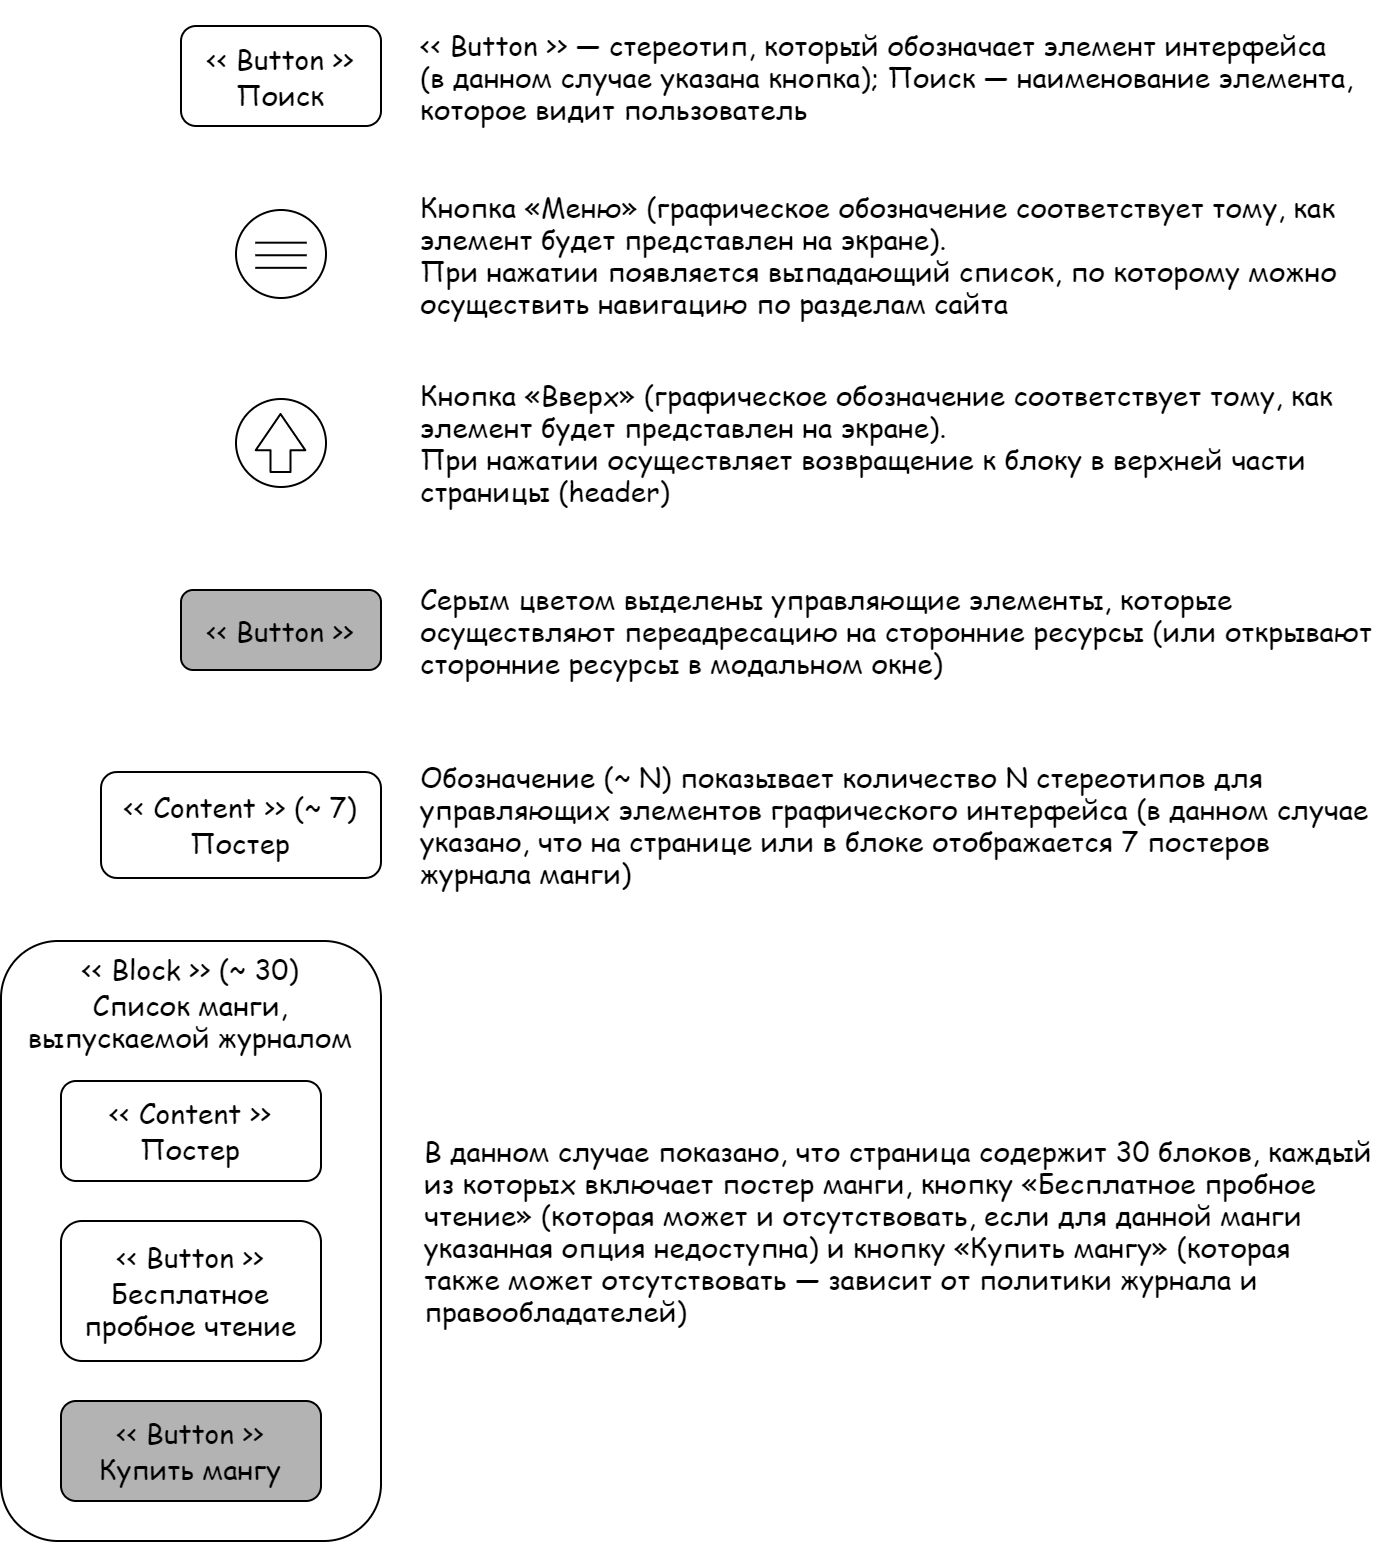 << Button >>
Поиск
<< Button >> — стереотип, который обозначает элемент интерфейса
(в данном случае указана кнопка); Поиск — наименование элемента,
которое видит пользователь
Кнопка «Меню» (графическое обозначение соответствует тому, как
элемент будет представлен на экране).
При нажатии появляется выпадающий список, по которому можно
осуществить навигацию по разделам сайта
Кнопка «Вверх» (графическое обозначение соответствует тому, как
элемент будет представлен на экране).
При нажатии осуществляет возвращение к блоку в верхней части
страницы (header)
<< Button >>
Серым цветом выделены управляющие элементы, которые
осуществляют переадресацию на сторонние ресурсы (или открывают
сторонние ресурсы в модальном окне)
<< Content >> (~ 7)
Постер
Обозначение (~ N) показывает количество N стереотипов для
управляющих элементов графического интерфейса (в данном случае
указано, что на странице или в блоке отображается 7 постеров
журнала манги)
<< Block >> (~ 30)
Список манги,
выпускаемой журналом
<< Content >>
Постер
<< Button >>
Бесплатное
пробное чтение
<< Button >>
Купить мангу
В данном случае показано, что страница содержит 30 блоков, каждый
из которых включает постер манги, кнопку «Бесплатное пробное
чтение» (которая может и отсутствовать, если для данной манги
указанная опция недоступна) и кнопку «Купить мангу» (которая
также может отсутствовать — зависит от политики журнала и
правообладателей)